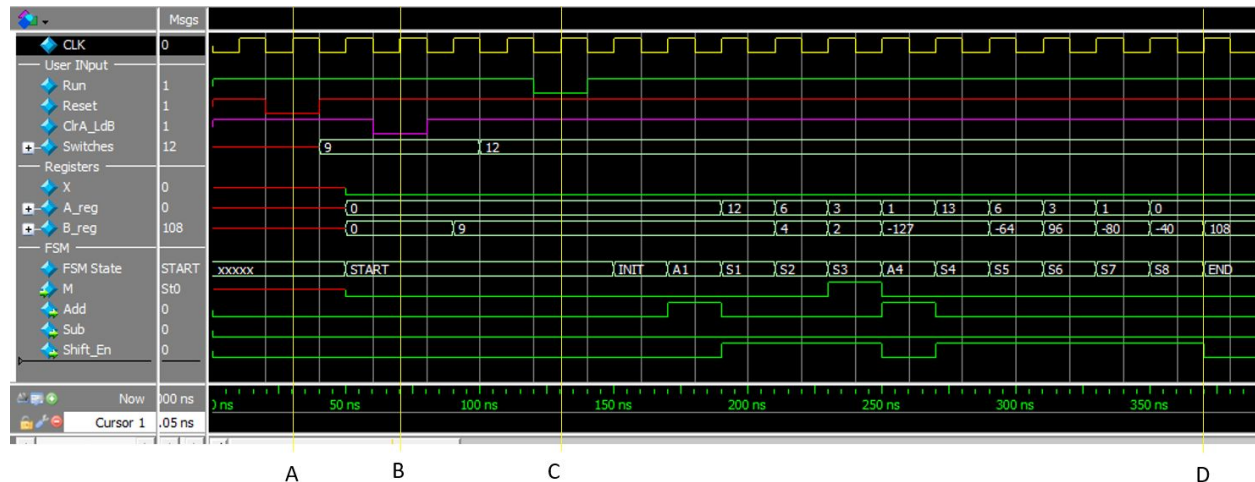 Msgs
CLK 0
User INput
Run 1
Reset 1
ClrA_LdB 1
Switches 12 9 12
Registers
X 0
A_reg 0 0 12 6 3 1 13 6 3 1 0
B_reg 108 0 9 4 2 -127 -64 96 -80 -40 108
FSM
FSM State START xxxxx START INIT A1 S1 S2 S3 A4 S4 S5 S6 S7 S8 END
M St0
Add 0
Sub 0
Shift_En 0
Now 000 ns ns 50 ns 100 ns 150 ns 200 ns 250 ns 300 ns 350 ns
Cursor 1 .05 ns
A B C D